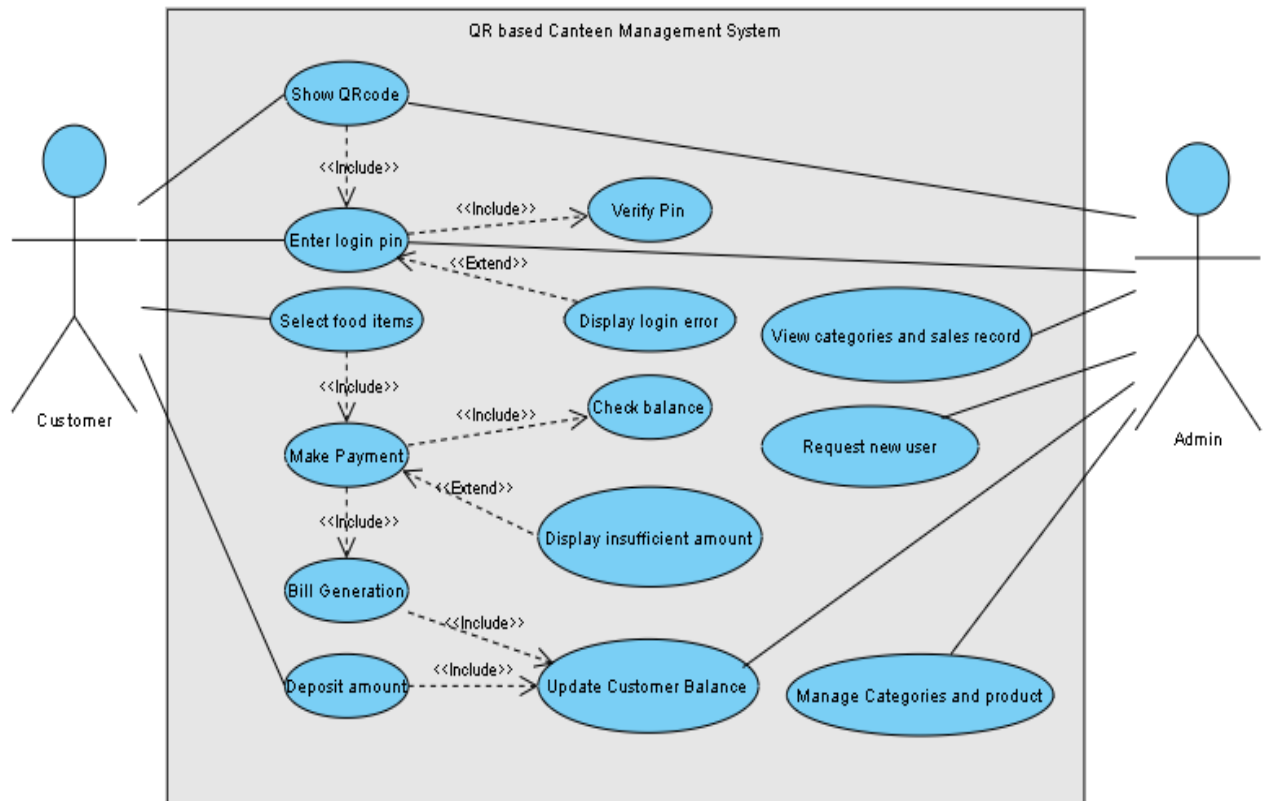 QR based Canteen Management System
Show QRcode
<<Include>>
Verify Pin
<<Include>>
Enter login pin
<<Extend>>
Select food items
Display login error
View categories and sales record
<<Include>>
Check balance
<<Include>>
Customer
Make Payment
Request new user
Admin
<<Extend>>
<<Include>>
Display insufficient amount
Bill Generation
<<Include>>
<<Include>>
Deposit amount
Update Customer Balance
Manage Categories and product